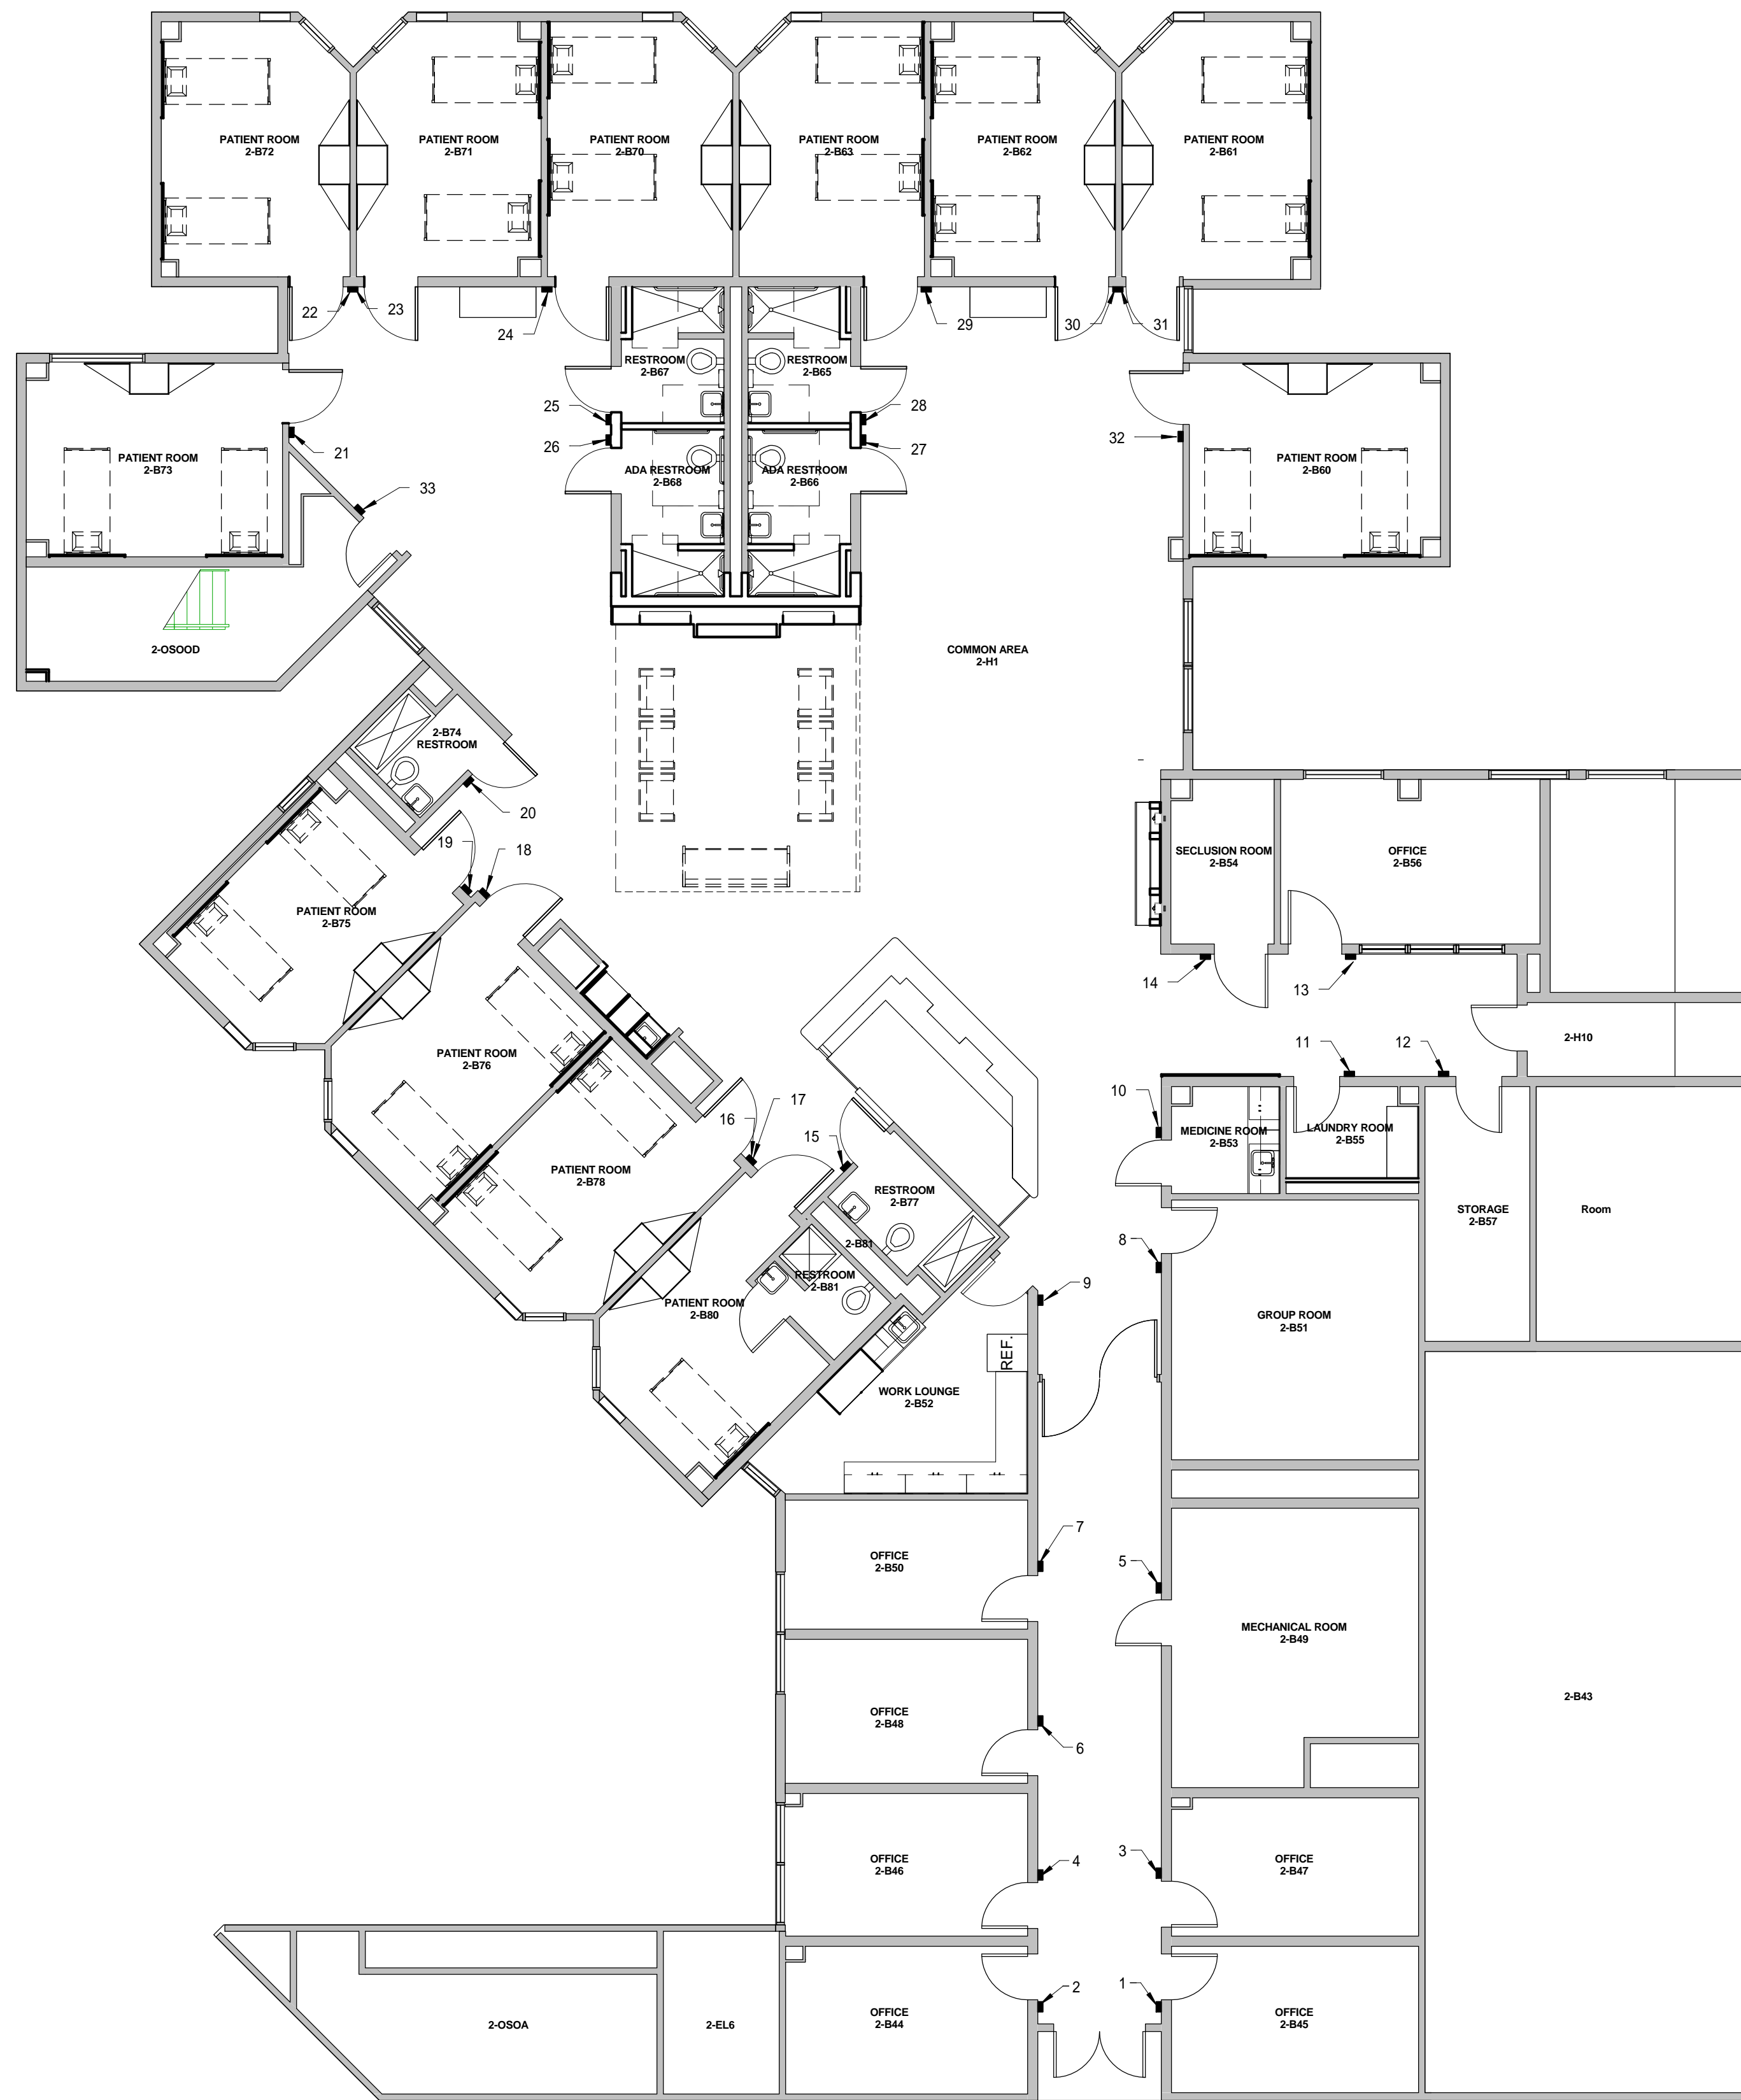 PATIENT ROOM
2-B72
PATIENT ROOM
2-B71
PATIENT ROOM
2-B70
PATIENT ROOM
2-B63
PATIENT ROOM
2-B62
PATIENT ROOM
2-B61
22
23
24
29
30
31
RESTROOM
2-B67
RESTROOM
2-B65
25
28
26
27
32
21
PATIENT ROOM
2-B73
ADA RESTROOM
2-B68
ADA RESTROOM
2-B66
PATIENT ROOM
2-B60
33
2-OSOOD
COMMON AREA
2-H1
2-B74
RESTROOM
20
19
18
SECLUSION ROOM
2-B54
OFFICE
2-B56
PATIENT ROOM
2-B75
14
13
PATIENT ROOM
2-B76
11
12
2-H10
10
16
17
15
MEDICINE ROOM
2-B53
LAUNDRY ROOM
2-B55
PATIENT ROOM
2-B78
RESTROOM
2-B77
STORAGE
2-B57
Room
2-B81
8
RESTROOM
2-B81
9
PATIENT ROOM
2-B80
GROUP ROOM
2-B51
REF.
WORK LOUNGE
2-B52
7
OFFICE
2-B50
5
MECHANICAL ROOM
2-B49
OFFICE
2-B48
6
2-B43
OFFICE
2-B46
4
3
OFFICE
2-B47
2
1
OFFICE
2-B44
OFFICE
2-B45
2-OSOA
2-EL6